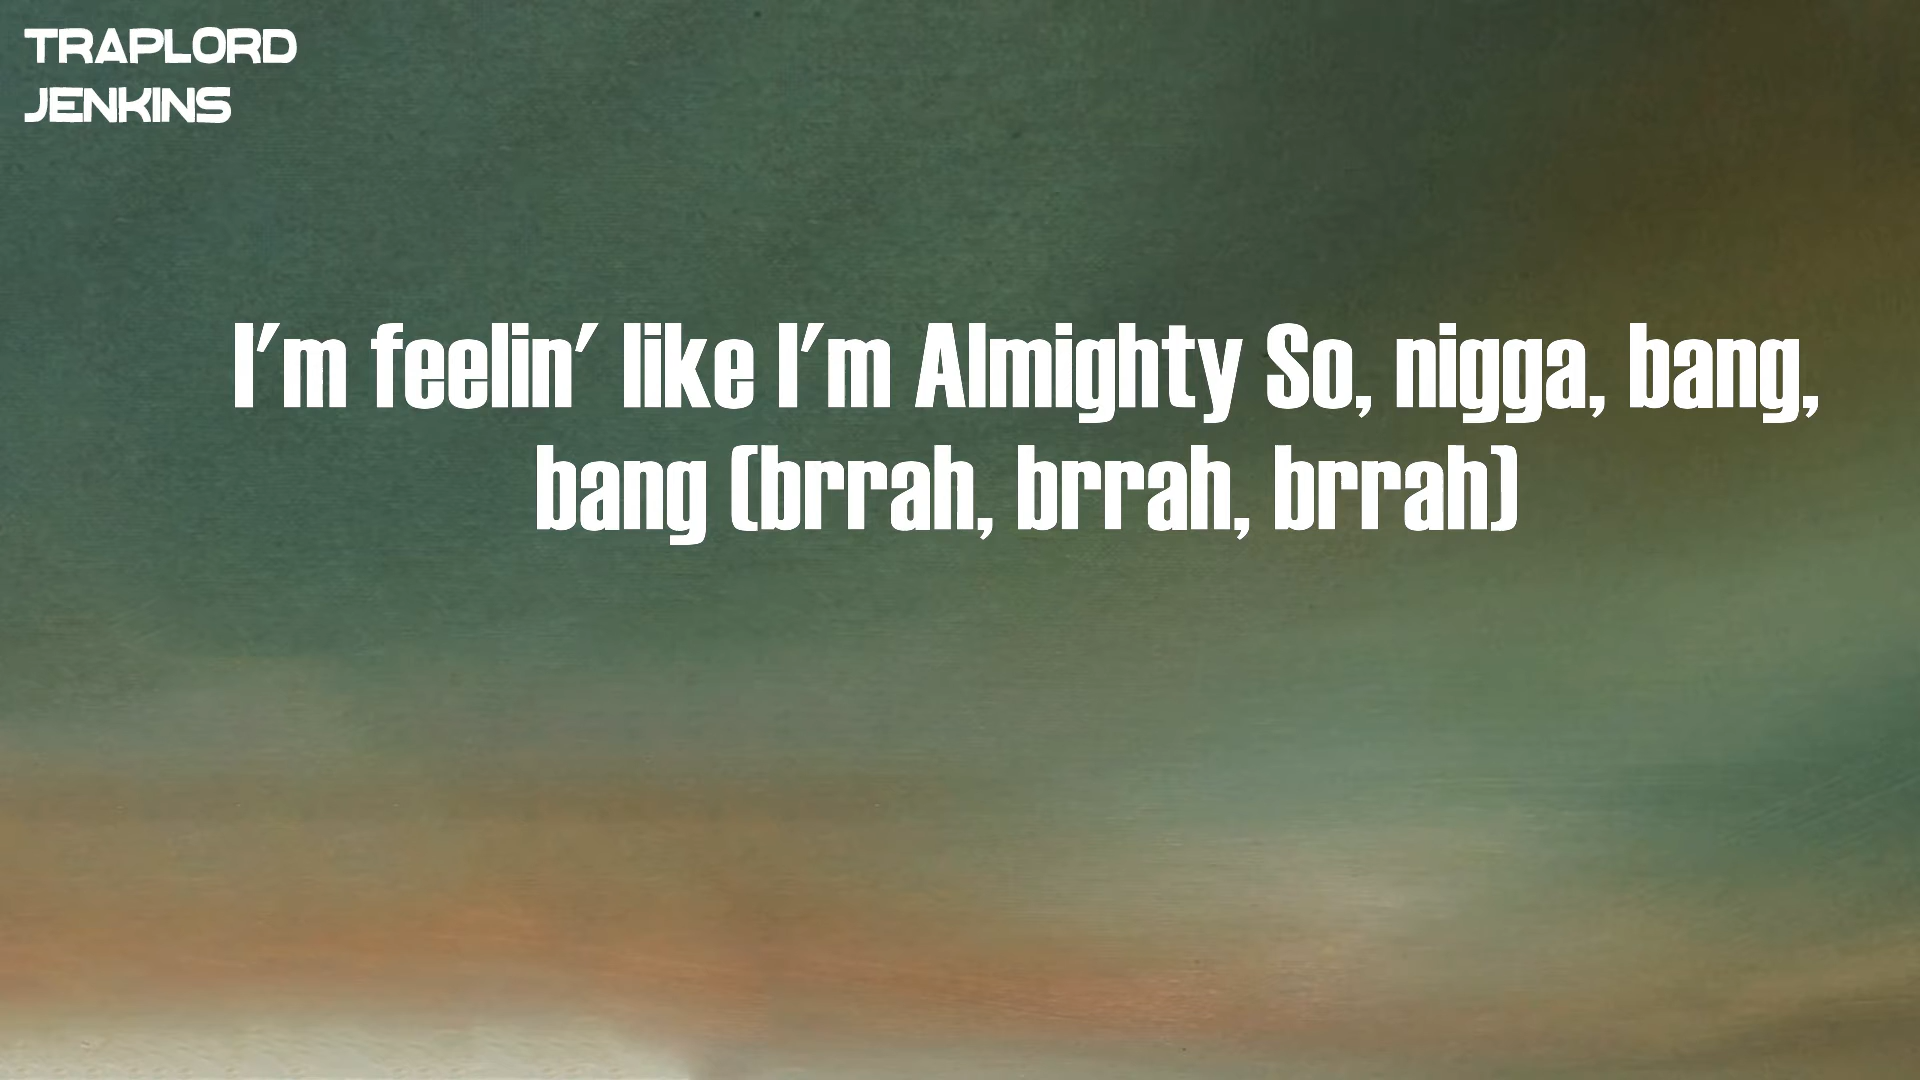 TRAPLORD
JENKINS
I'm feelin' like I'm Almighty So, nigga, bang,
bang (brrah, brrah, brrah)